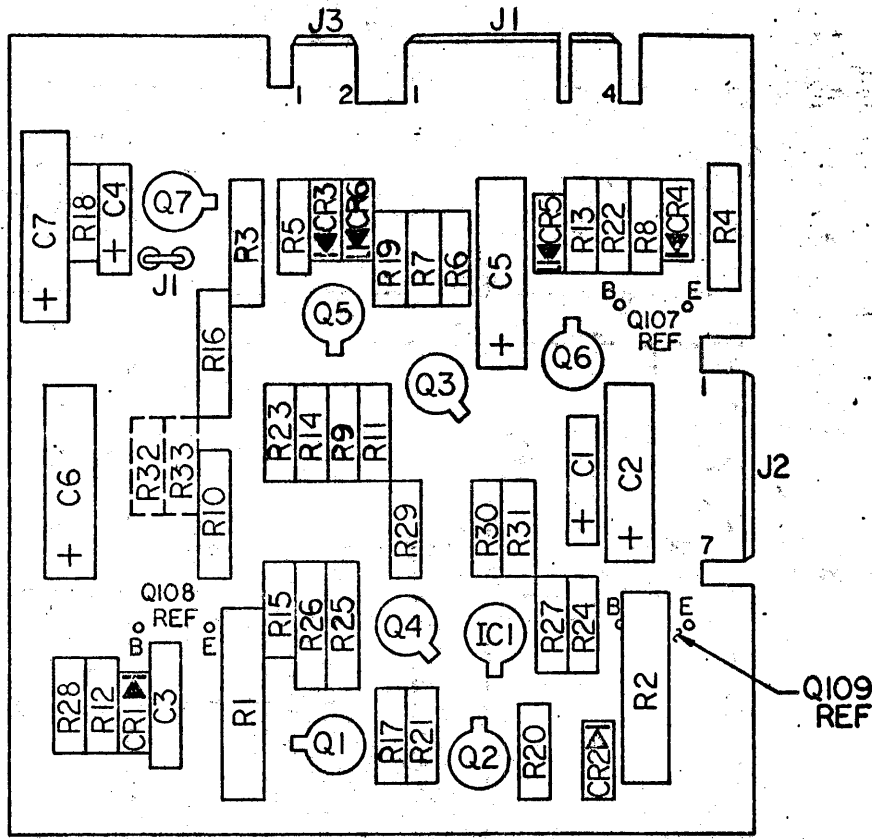 J3 J1
1 2 1 4
C7
R18
C4
+
+
Q7
J1
R3
R5
CR3
CR6
R19
R7
R6
C5
+
CR5
R13
R22
R8
CR4
R4
B E
Q107
REF
Q5
Q3
Q6
R16
1
J2
7
C6
+
R32
R33
R10
R23
R14
R9
R11
R29
R30
R31
C1
+
C2
+
Q108
REF
B E
R15
R26
R25
Q4
IC1
R27
R24
B E
R2
Q109
REF
R28
R12
CR1
C3
R1
Q1
R17
R21
Q2
R20
CR2